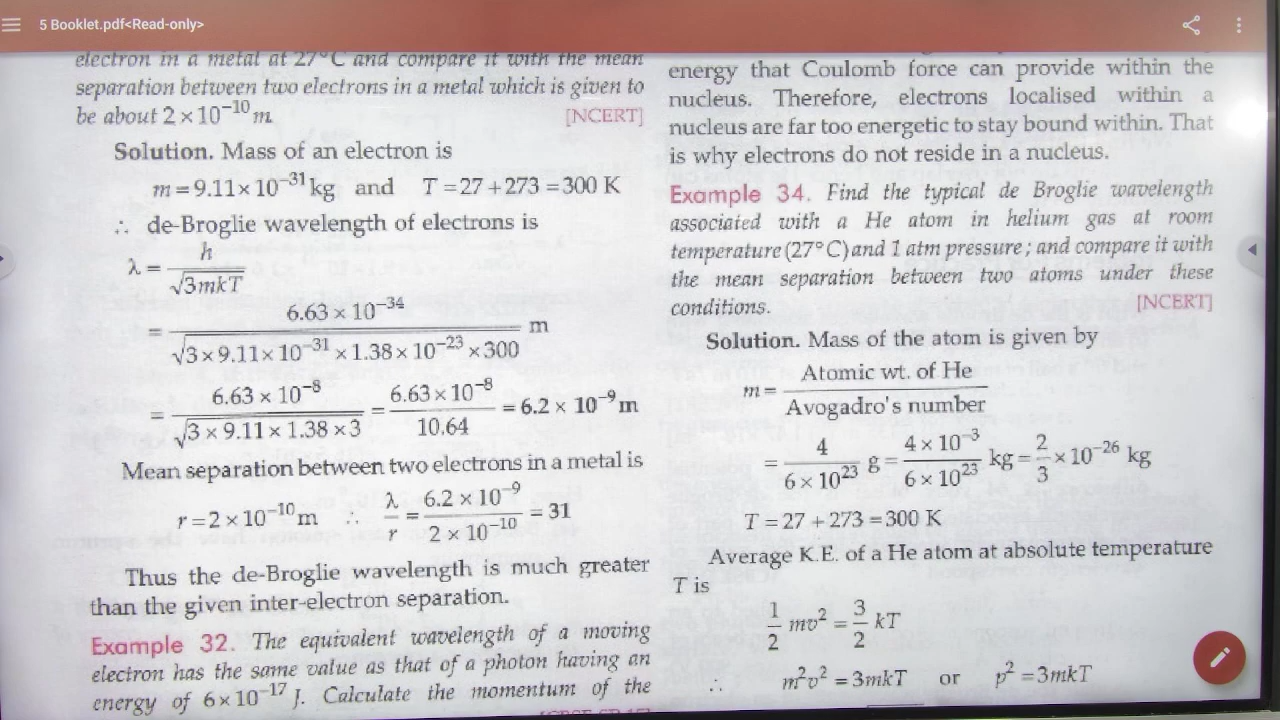 5 Booklet.pdf<Read-only>
electron in a metal at 27°C and compare it with the mean
separation between two electrons in a metal which is given to
be about 2 × 10⁻¹⁰ m. [NCERT]
Solution. Mass of an electron is
m = 9.11 × 10⁻³¹ kg and T = 27 + 273 = 300 K
∴ de-Broglie wavelength of electrons is
λ = h / √3mkT
= 6.63 × 10⁻³⁴ / √3 × 9.11 × 10⁻³¹ × 1.38 × 10⁻²³ × 300 m
= 6.63 × 10⁻⁸ / √3 × 9.11 × 1.38 × 3 = 6.63 × 10⁻⁸ / 10.64 = 6.2 × 10⁻⁹ m
Mean separation between two electrons in a metal is
r = 2 × 10⁻¹⁰ m ∴ λ / r = 6.2 × 10⁻⁹ / 2 × 10⁻¹⁰ = 31
Thus the de-Broglie wavelength is much greater
than the given inter-electron separation.
Example 32. The equivalent wavelength of a moving
electron has the same value as that of a photon having an
energy of 6 × 10⁻¹⁷ J. Calculate the momentum of the
energy that Coulomb force can provide within the
nucleus. Therefore, electrons localised within a
nucleus are far too energetic to stay bound within. That
is why electrons do not reside in a nucleus.
Example 34. Find the typical de Broglie wavelength
associated with a He atom in helium gas at room
temperature (27° C) and 1 atm pressure ; and compare it with
the mean separation between two atoms under these
conditions. [NCERT]
Solution. Mass of the atom is given by
m = Atomic wt. of He / Avogadro's number
= 4 / 6 × 10²³ g = 4 × 10⁻³ / 6 × 10²³ kg = 2 / 3 × 10⁻²⁶ kg
T = 27 + 273 = 300 K
Average K.E. of a He atom at absolute temperature
T is
1 / 2 mv² = 3 / 2 kT
∴ m²v² = 3mkT or p² = 3mkT